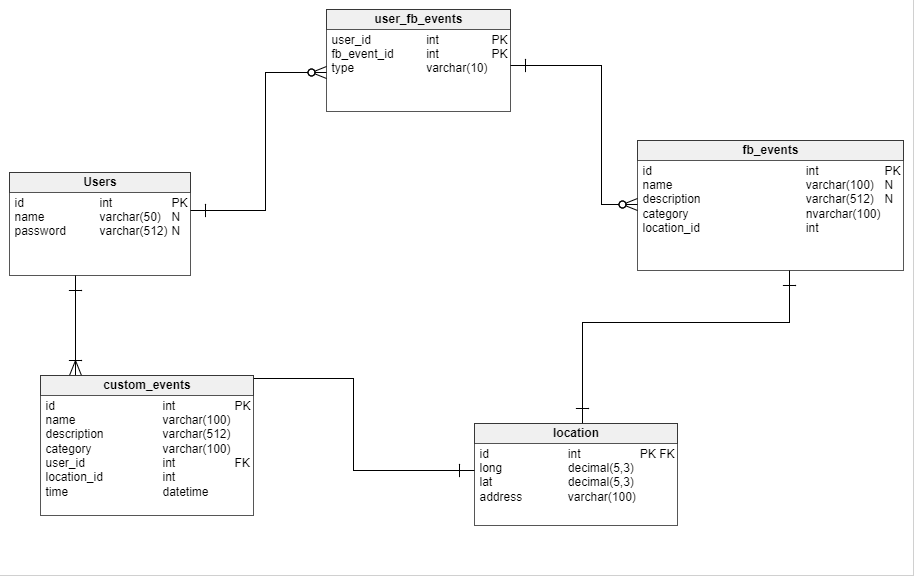 user_fb_events
user_id int PK
fb_event_id int PK
type varchar(10)
fb_events
id int PK
name varchar(100) N
description varchar(512) N
category nvarchar(100)
location_id int
Users
id int PK
name varchar(50) N
password varchar(512) N
custom_events
id int PK
name varchar(100)
description varchar(512)
category varchar(100)
user_id int FK
location_id int
time datetime
location
id int PK FK
long decimal(5,3)
lat decimal(5,3)
address varchar(100)